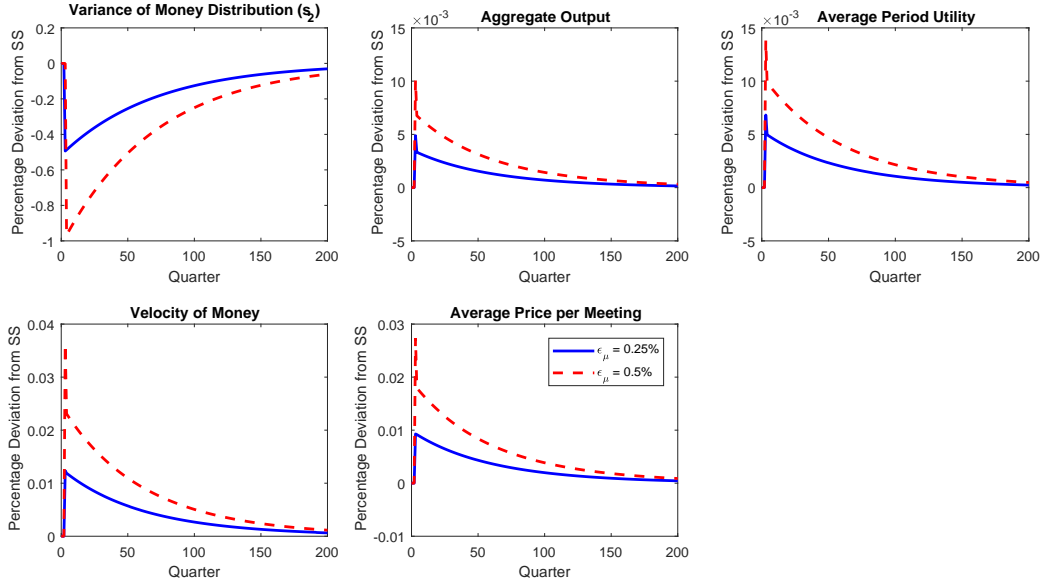 Variance of Money Distribution (s₂)
Percentage Deviation from SS
0.2
0
-0.2
-0.4
-0.6
-0.8
-1
0 50 100 150 200
Quarter
Aggregate Output
×10⁻³
Percentage Deviation from SS
15
10
5
0
-5
0 50 100 150 200
Quarter
Average Period Utility
×10⁻³
Percentage Deviation from SS
15
10
5
0
-5
0 50 100 150 200
Quarter
Velocity of Money
Percentage Deviation from SS
0.04
0.03
0.02
0.01
0
0 50 100 150 200
Quarter
Average Price per Meeting
Percentage Deviation from SS
0.03
0.02
0.01
0
-0.01
0 50 100 150 200
Quarter
ϵ_μ = 0.25%
ϵ_μ = 0.5%